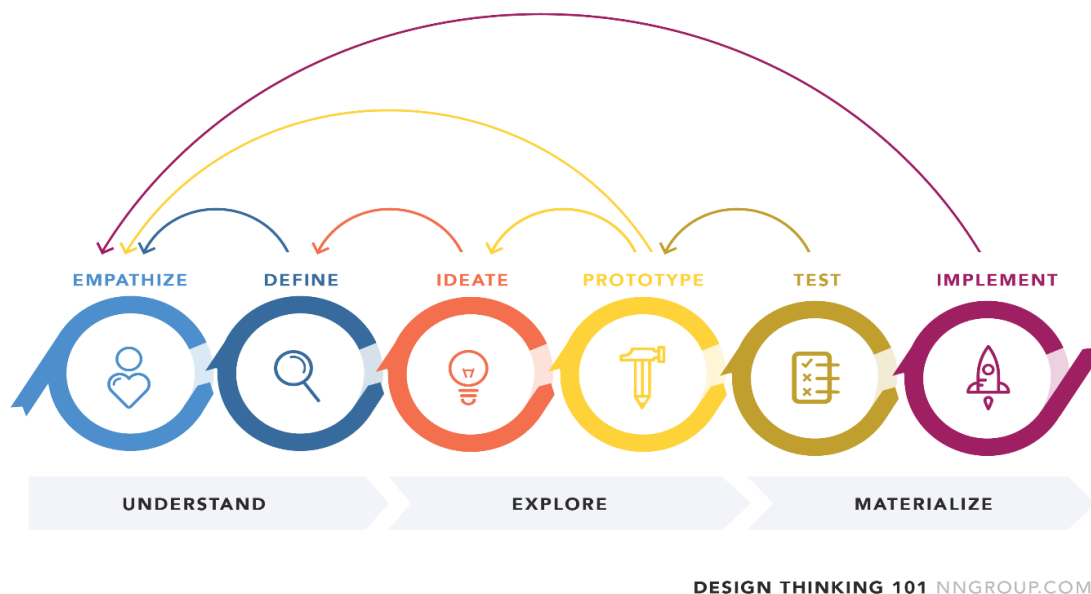 EMPATHIZE DEFINE IDEATE PROTOTYPE TEST IMPLEMENT
UNDERSTAND EXPLORE MATERIALIZE
DESIGN THINKING 101 NNGROUP.COM